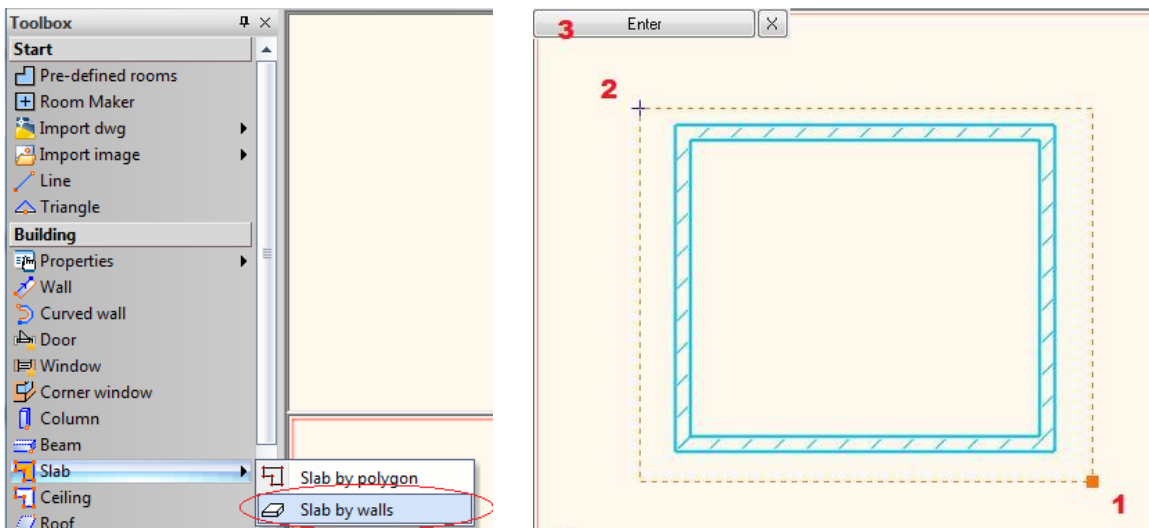 Toolbox
Start
Pre-defined rooms
Room Maker
Import dwg
Import image
Line
Triangle
Building
Properties
Wall
Curved wall
Door
Window
Corner window
Column
Beam
Slab
Slab by polygon
Ceiling
Slab by walls
Roof
3 Enter X
2
1